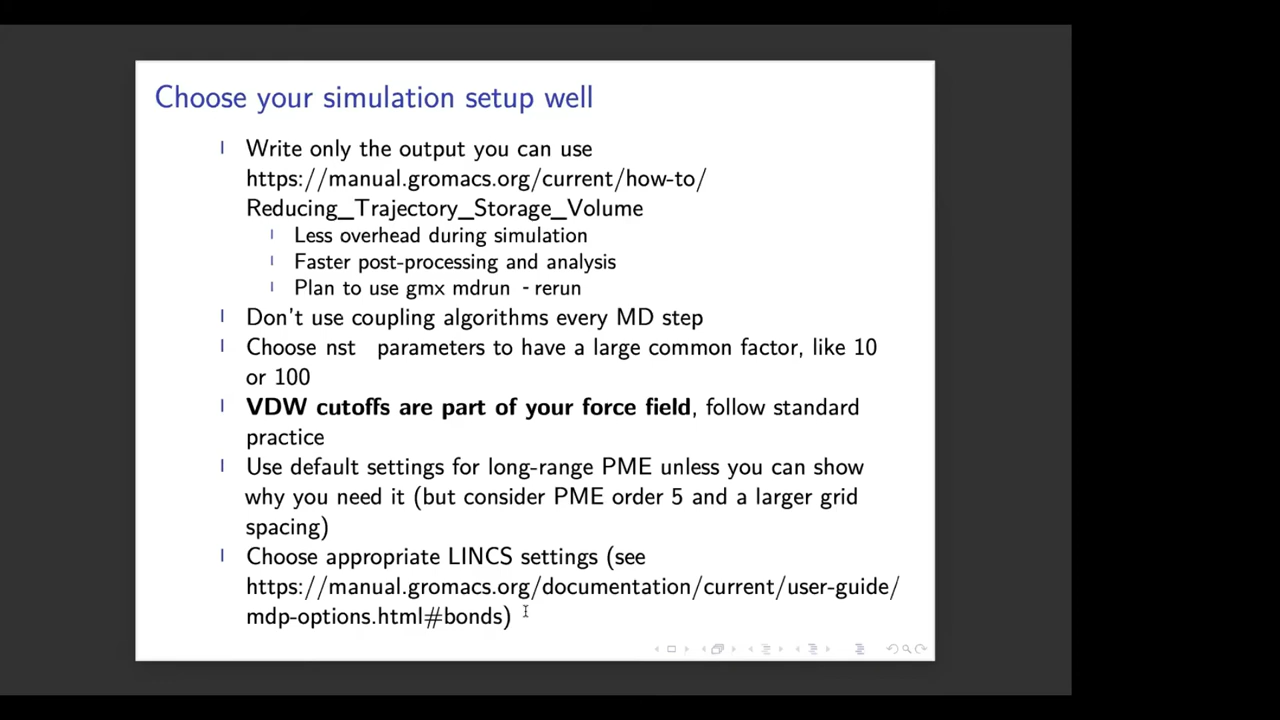 Choose your simulation setup well
Write only the output you can use
https://manual.gromacs.org/current/how-to/
Reducing_Trajectory_Storage_Volume
Less overhead during simulation
Faster post-processing and analysis
Plan to use gmx mdrun -rerun
Don't use coupling algorithms every MD step
Choose nst parameters to have a large common factor, like 10
or 100
VDW cutoffs are part of your force field, follow standard
practice
Use default settings for long-range PME unless you can show
why you need it (but consider PME order 5 and a larger grid
spacing)
Choose appropriate LINCS settings (see
https://manual.gromacs.org/documentation/current/user-guide/
mdp-options.html#bonds)